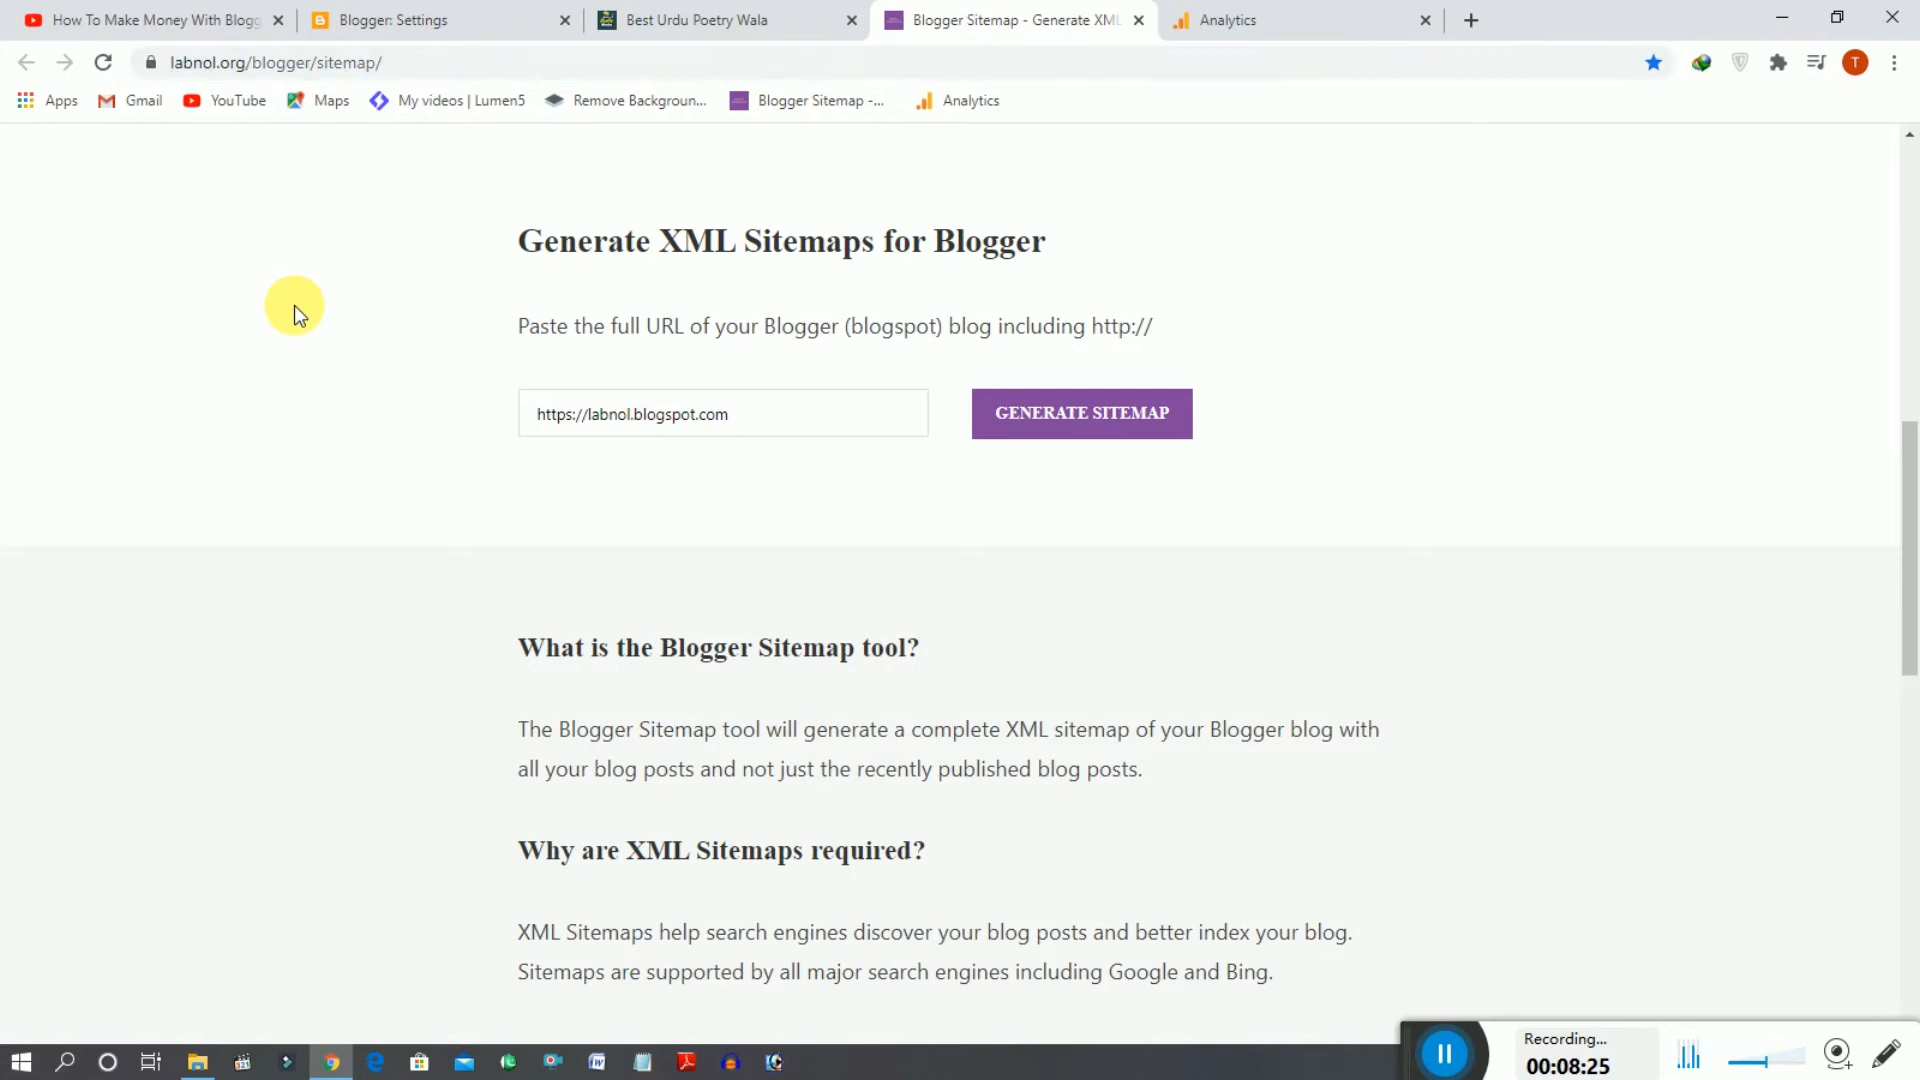 How To Make Money With Blogg
Blogger: Settings
Best Urdu Poetry Wala
Blogger Sitemap - Generate XML
Analytics
labnol.org/blogger/sitemap/
T
Apps
Gmail
YouTube
Maps
My videos | Lumen5
Remove Backgroun...
Blogger Sitemap -...
Analytics
Generate XML Sitemaps for Blogger
Paste the full URL of your Blogger (blogspot) blog including http://
https://labnol.blogspot.com
GENERATE SITEMAP
What is the Blogger Sitemap tool?
The Blogger Sitemap tool will generate a complete XML sitemap of your Blogger blog with
all your blog posts and not just the recently published blog posts.
Why are XML Sitemaps required?
XML Sitemaps help search engines discover your blog posts and better index your blog.
Sitemaps are supported by all major search engines including Google and Bing.
Recording...
00:08:25